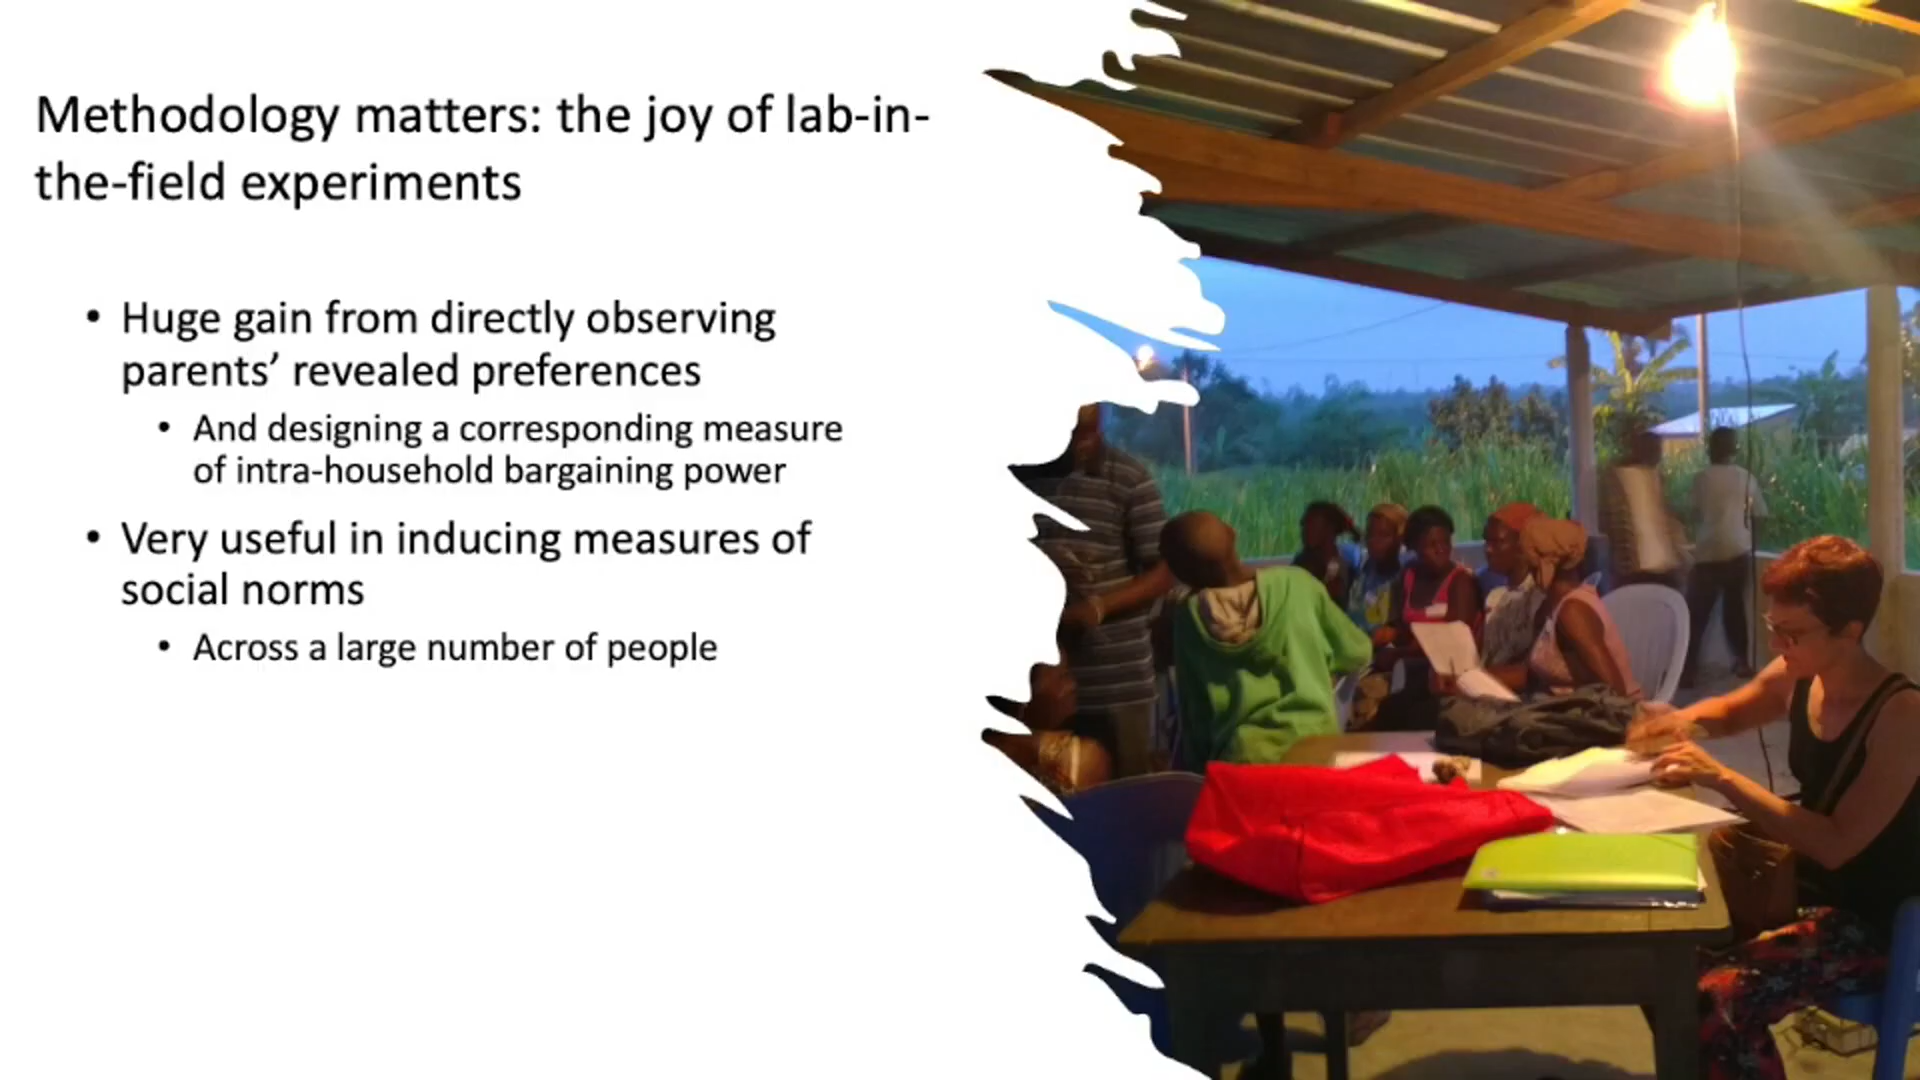 Methodology matters: the joy of lab-in-
the-field experiments
• Huge gain from directly observing
parents’ revealed preferences
• And designing a corresponding measure
of intra-household bargaining power
• Very useful in inducing measures of
social norms
• Across a large number of people